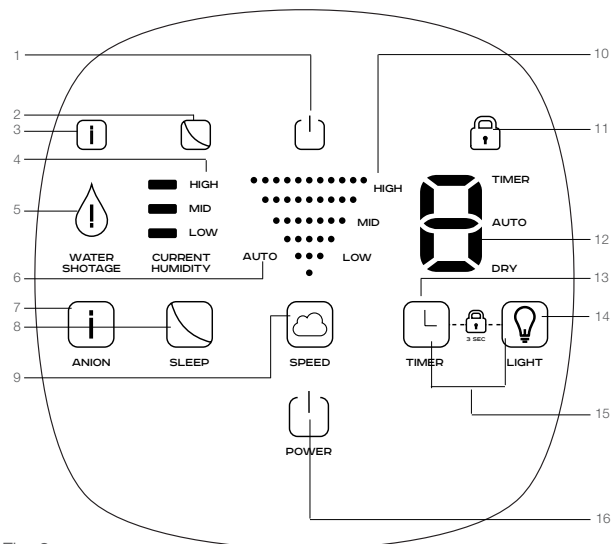 1
10
2
3
i
11
4
HIGH
TIMER
HIGH
5
!
MID
MID
AUTO
12
LOW
WATER
SHOTAGE
CURRENT
HUMIDITY
AUTO
LOW
6
DRY
13
7
8
i
14
3 SEC
ANION
SLEEP
SPEED
TIMER
LIGHT
9
15
POWER
16
Fig.